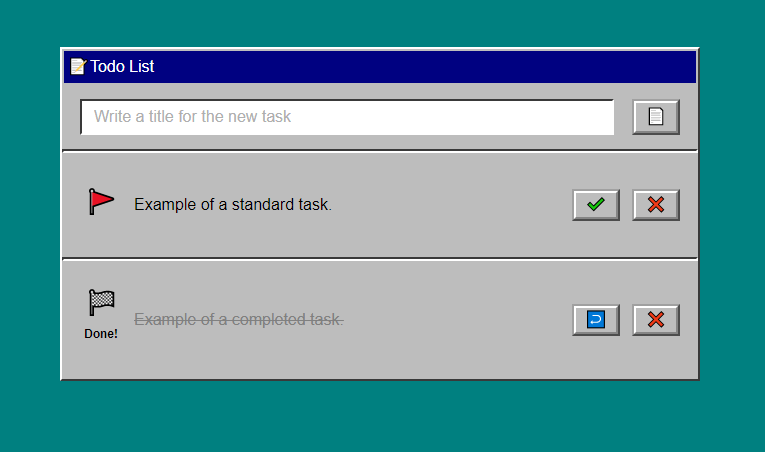 Todo List
Write a title for the new task
Example of a standard task.
Done!
Example of a completed task.